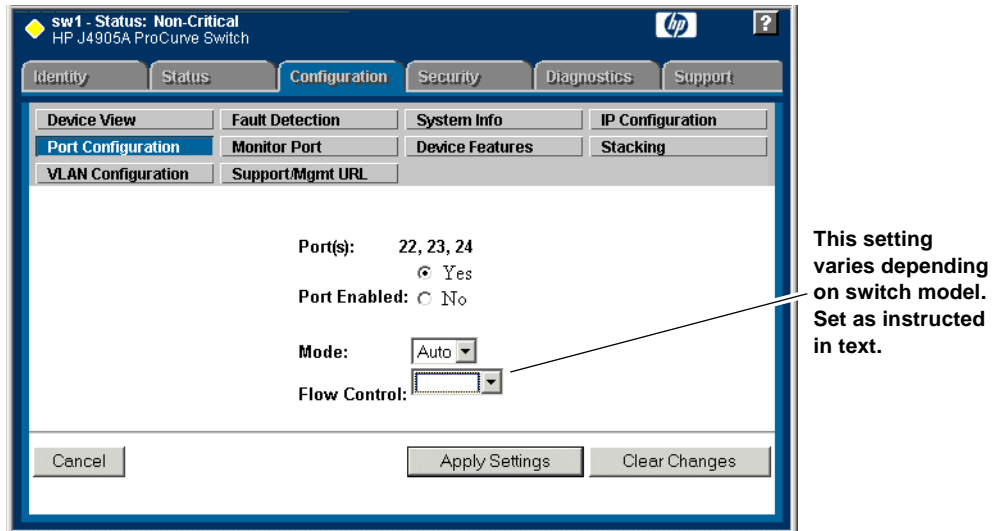 sw1 - Status: Non-Critical
HP J4905A ProCurve Switch
hp
?
Identity Status Configuration Security Diagnostics Support
Device View Fault Detection System Info IP Configuration
Port Configuration Monitor Port Device Features Stacking
VLAN Configuration Support/Mgmt URL
Port(s): 22, 23, 24
Yes
Port Enabled: No
Mode: Auto
Flow Control:
Cancel Apply Settings Clear Changes
This setting
varies depending
on switch model.
Set as instructed
in text.